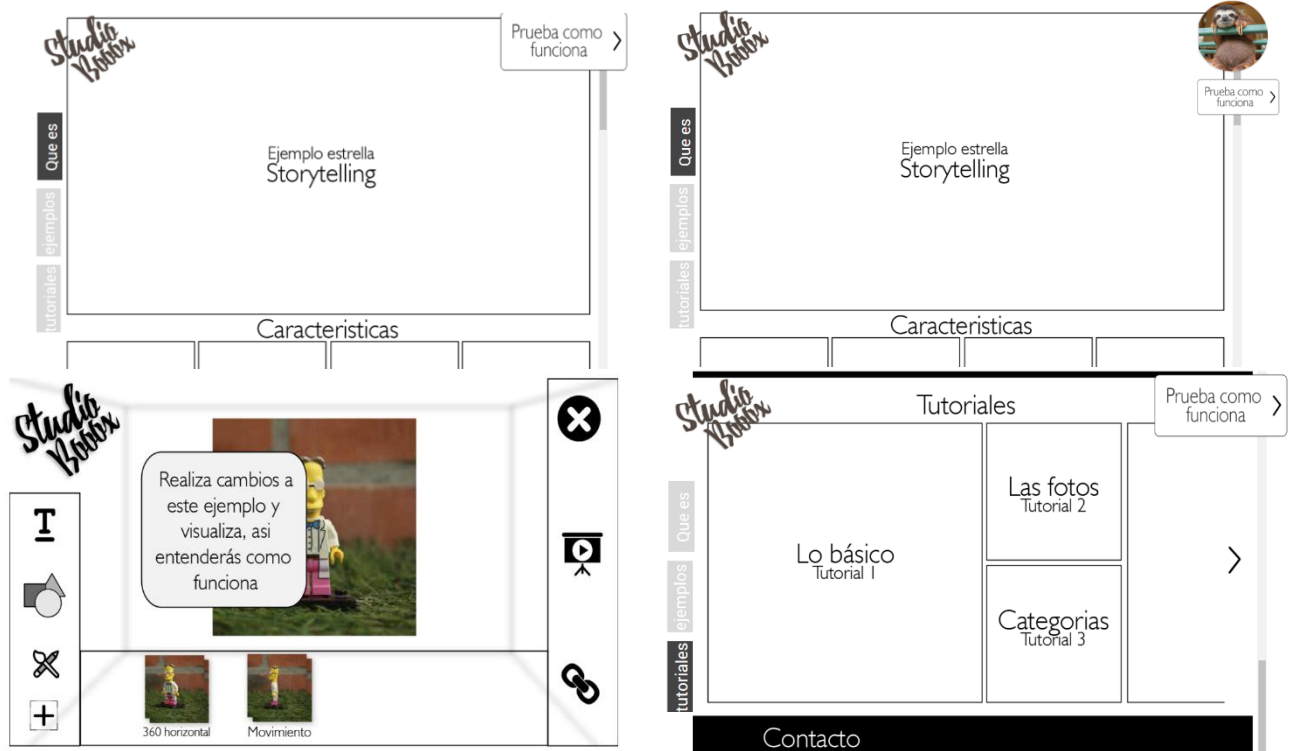 Studio
Booox
Prueba como
funciona
Que es
ejemplos
tutoriales
Ejemplo estrella
Storytelling
Caracteristicas
Studio
Booox
Prueba como
funciona
Que es
ejemplos
tutoriales
Ejemplo estrella
Storytelling
Caracteristicas
Studio
Booox
T
Realiza cambios a
este ejemplo y
visualiza, asi
entenderás como
funciona
360 horizontal
Movimiento
Studio
Booox
Tutoriales
Prueba como
funciona
Que es
ejemplos
tutoriales
Lo básico
Tutorial 1
Las fotos
Tutorial 2
Categorias
Tutorial 3
Contacto